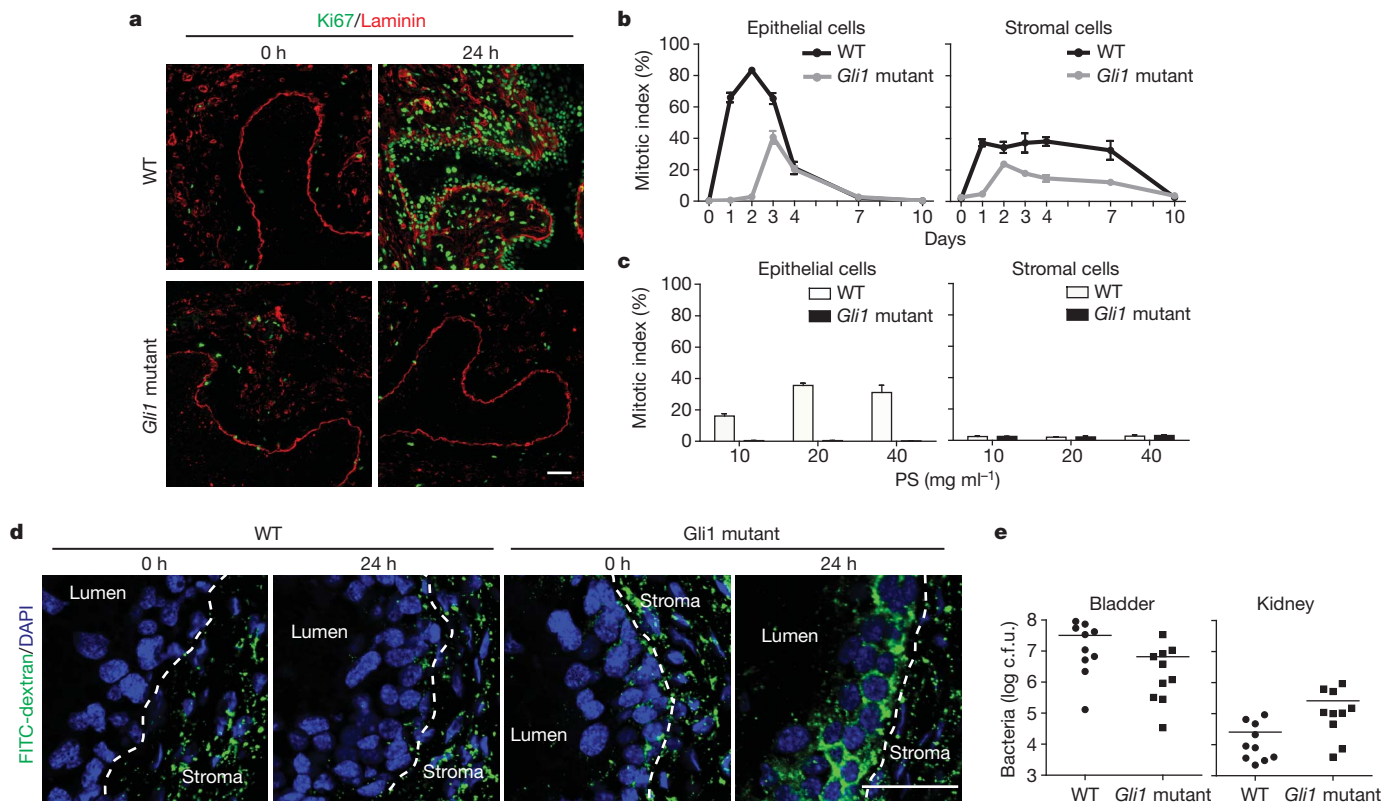 a
Ki67/Laminin
0 h
24 h
WT
Gli1 mutant
b
Epithelial cells
Stromal cells
WT
Gli1 mutant
WT
Gli1 mutant
Mitotic index (%)
100
80
60
40
20
0
0 1 2 3 4 7 10
0 1 2 3 4 7 10
Days
c
Epithelial cells
Stromal cells
WT
Gli1 mutant
WT
Gli1 mutant
Mitotic index (%)
100
80
60
40
20
0
10 20 40
10 20 40
PS (mg ml⁻¹)
d
WT
Gli1 mutant
0 h
24 h
0 h
24 h
FITC-dextran/DAPI
Lumen
Stroma
Lumen
Stroma
Stroma
Lumen
Lumen
Stroma
e
Bladder
Kidney
Bacteria (log c.f.u.)
8
7
6
5
4
3
WT Gli1 mutant
WT Gli1 mutant